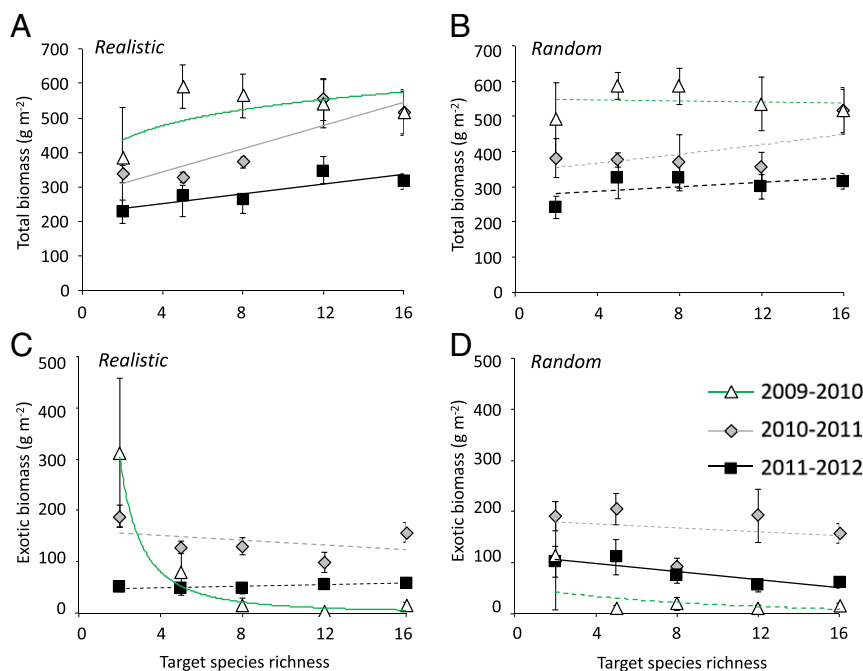 A
Realistic
700
600
500
400
300
200
100
0
Total biomass (g m-2)
0 4 8 12 16
B
Random
700
600
500
400
300
200
100
0
Total biomass (g m-2)
0 4 8 12 16
C
Realistic
500
400
300
200
100
0
Exotic biomass (g m-2)
0 4 8 12 16
Target species richness
D
Random
500
400
300
200
100
0
Exotic biomass (g m-2)
0 4 8 12 16
Target species richness
2009-2010
2010-2011
2011-2012